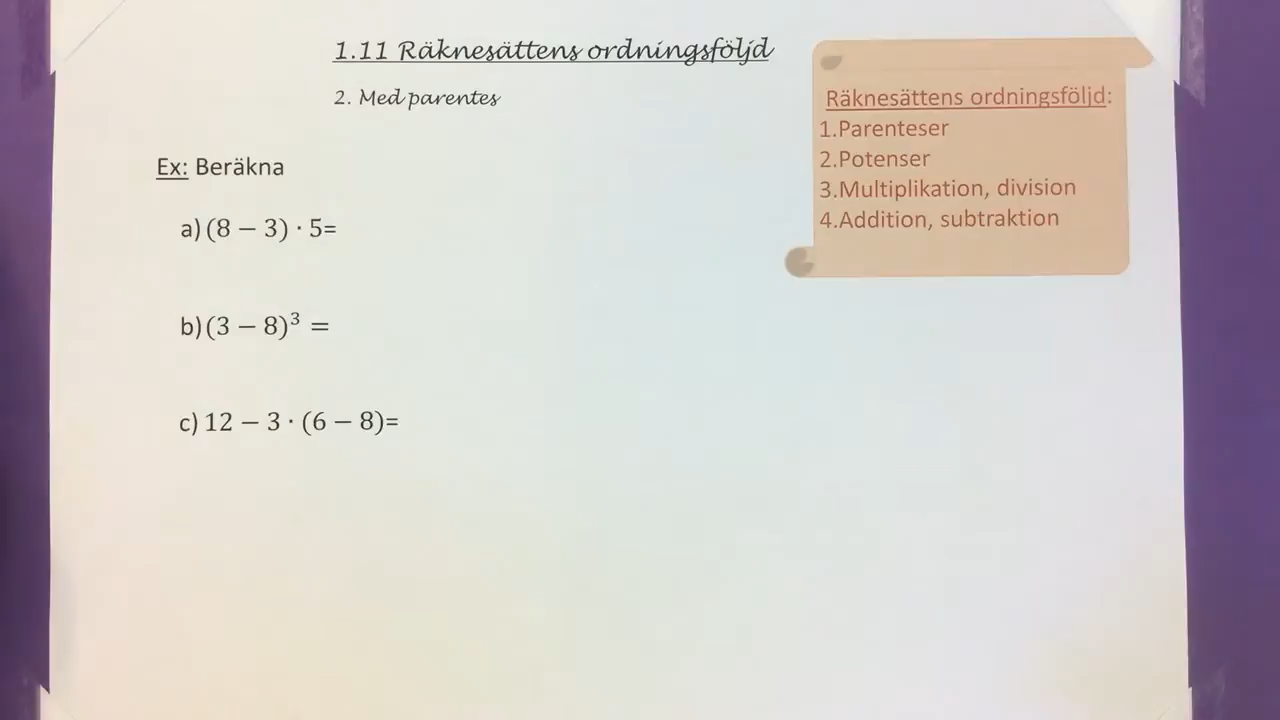 1.11 Räknesättens ordningsföljd
2. Med parentes
Ex: Beräkna
a) (8 − 3) · 5=
b) (3 − 8)³ =
c) 12 − 3 · (6 − 8)=
Räknesättens ordningsföljd:
1.Parenteser
2.Potenser
3.Multiplikation, division
4.Addition, subtraktion